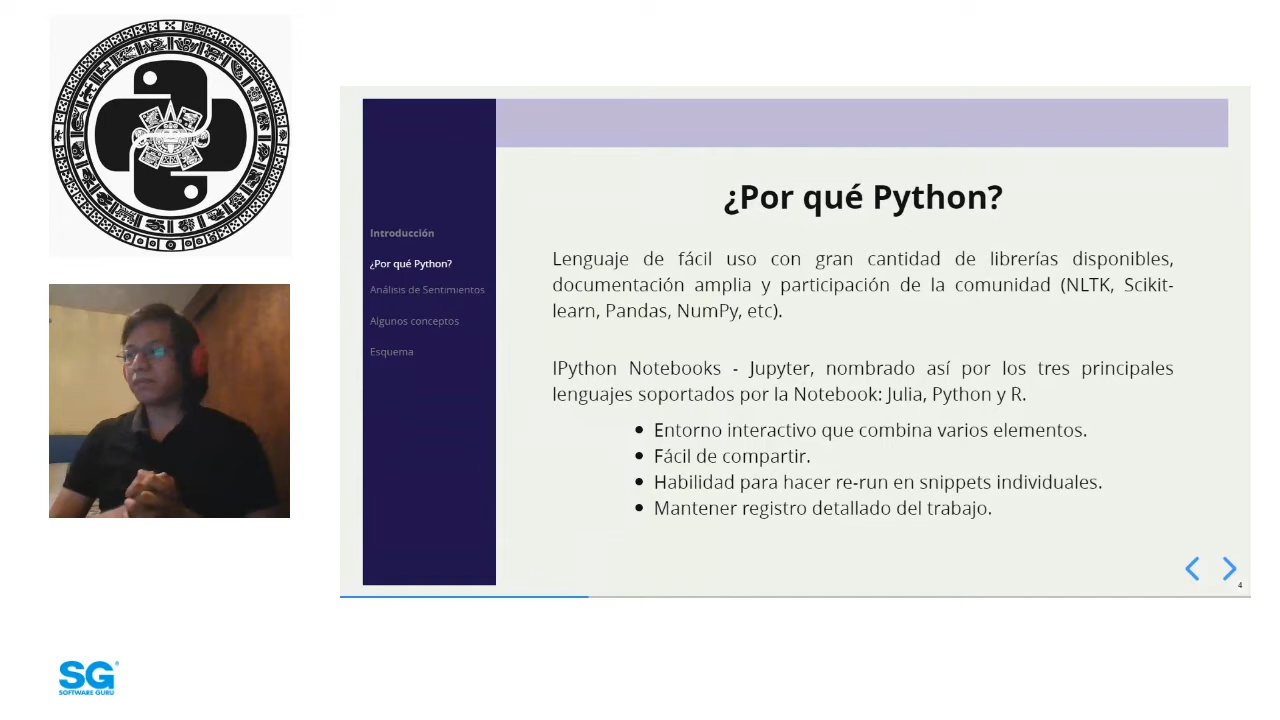 ¿Por qué Python?
Introducción
¿Por qué Python?
Análisis de Sentimientos
Algunos conceptos
Esquema
Lenguaje de fácil uso con gran cantidad de librerías disponibles,
documentación amplia y participación de la comunidad (NLTK, Scikit-
learn, Pandas, NumPy, etc).
IPython Notebooks - Jupyter, nombrado así por los tres principales
lenguajes soportados por la Notebook: Julia, Python y R.
• Entorno interactivo que combina varios elementos.
• Fácil de compartir.
• Habilidad para hacer re-run en snippets individuales.
• Mantener registro detallado del trabajo.
4
SG
SOFTWARE GURU